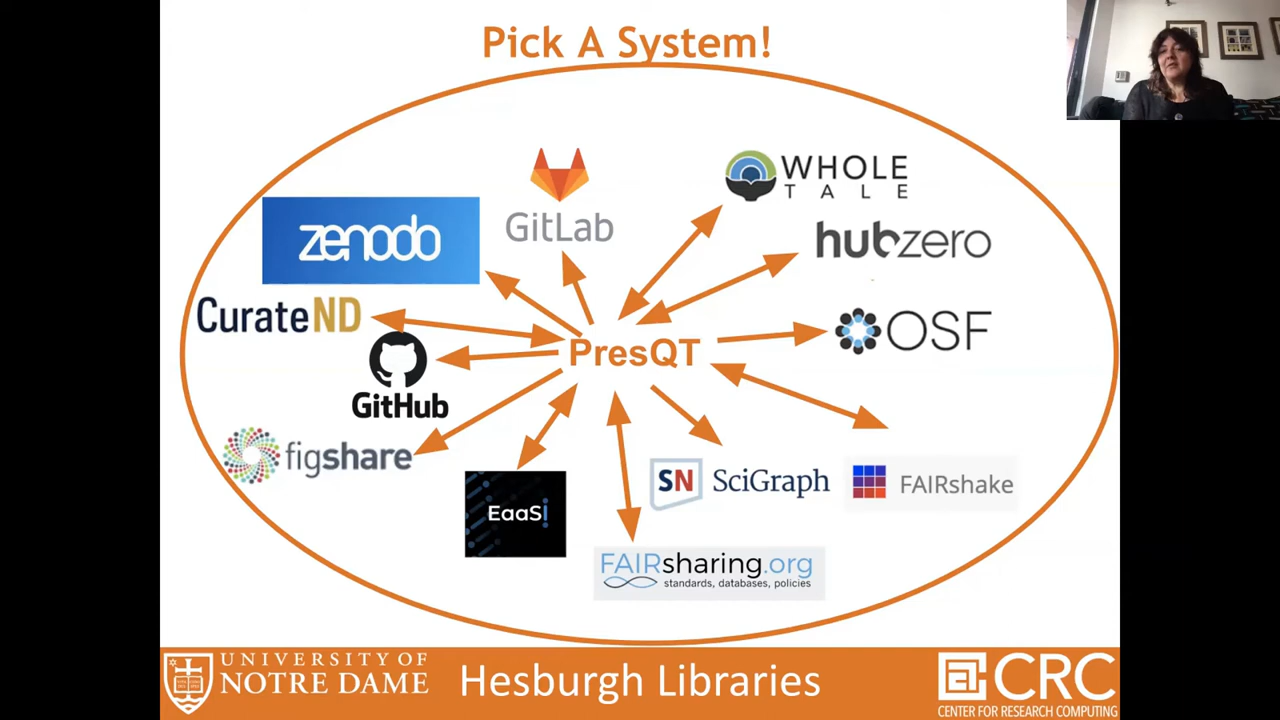 Pick A System!
WHOLE
TALE
GitLab
zenodo
hubzero
CurateND
OSF
PresQT
GitHub
figshare
SN SciGraph
FAIRshake
EaaSI
FAIRsharing.org
standards, databases, policies
UNIVERSITY OF
NOTRE DAME
Hesburgh Libraries
CRC
CENTER FOR RESEARCH COMPUTING